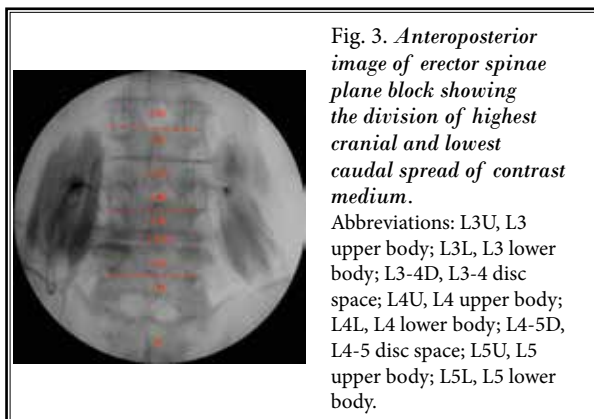 Fig. 3. Anteroposterior
image of erector spinae
plane block showing
the division of highest
cranial and lowest
caudal spread of contrast
medium.
Abbreviations: L3U, L3
upper body; L3L, L3 lower
body; L3-4D, L3-4 disc
space; L4U, L4 upper body;
L4L, L4 lower body; L4-5D,
L4-5 disc space; L5U, L5
upper body; L5L, L5 lower
body.